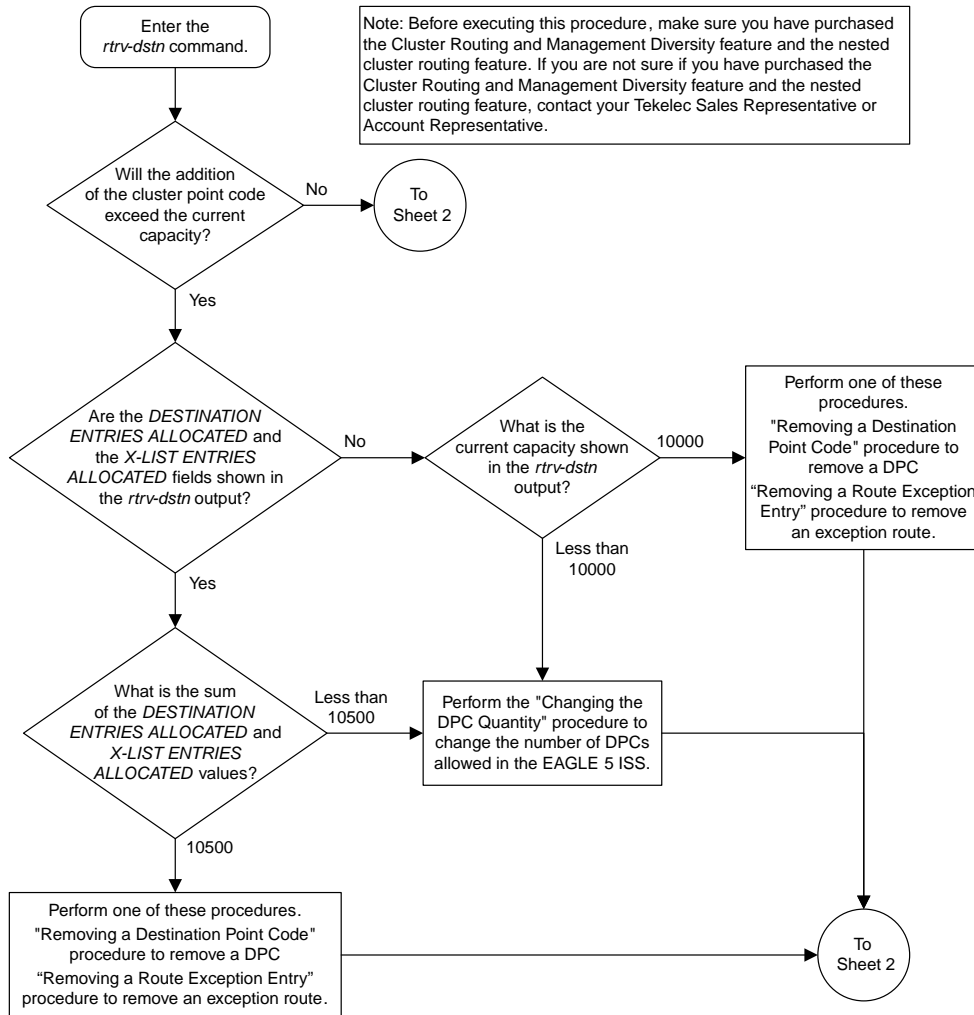 Enter the
rtrv-dstn command.
Note: Before executing this procedure, make sure you have purchased
the Cluster Routing and Management Diversity feature and the nested
cluster routing feature. If you are not sure if you have purchased the
Cluster Routing and Management Diversity feature and the nested
cluster routing feature, contact your Tekelec Sales Representative or
Account Representative.
Will the addition
of the cluster point code
exceed the current
capacity?
No
To
Sheet 2
Yes
Are the DESTINATION
ENTRIES ALLOCATED and
the X-LIST ENTRIES
ALLOCATED fields shown in
the rtrv-dstn output?
No
What is the
current capacity shown
in the rtrv-dstn
output?
10000
Perform one of these
procedures.
"Removing a Destination
Point Code" procedure to
remove a DPC
“Removing a Route Exception
Entry” procedure to remove
an exception route.
Less than
10000
Yes
What is the sum
of the DESTINATION
ENTRIES ALLOCATED and
X-LIST ENTRIES
ALLOCATED values?
Less than
10500
Perform the "Changing the
DPC Quantity" procedure to
change the number of DPCs
allowed in the EAGLE 5 ISS.
10500
Perform one of these procedures.
"Removing a Destination Point Code"
procedure to remove a DPC
“Removing a Route Exception Entry”
procedure to remove an exception route.
To
Sheet 2